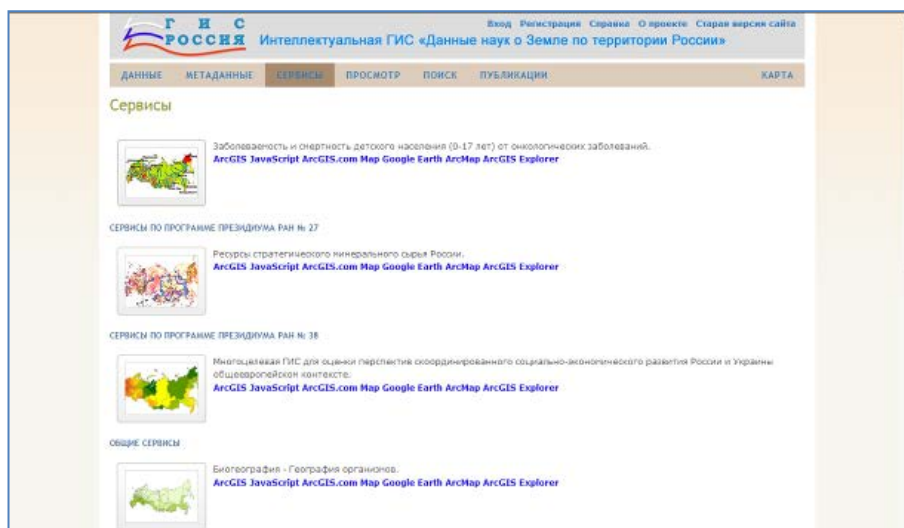 Вход Регистрация Справка О проекте Старая версия сайта
ГИС
РОССИЯ
Интеллектуальная ГИС «Данные наук о Земле по территории России»
ДАННЫЕ МЕТАДАННЫЕ СЕРВИСЫ ПРОСМОТР ПОИСК ПУБЛИКАЦИИ КАРТА
Сервисы
Заболеваемость и смертность детского населения (0-17 лет) от онкологических заболеваний.
ArcGIS JavaScript ArcGIS.com Map Google Earth ArcMap ArcGIS Explorer
СЕРВИСЫ ПО ПРОГРАММЕ ПРЕЗИДИУМА РАН № 27
Ресурсы стратегического минерального сырья России.
ArcGIS JavaScript ArcGIS.com Map Google Earth ArcMap ArcGIS Explorer
СЕРВИСЫ ПО ПРОГРАММЕ ПРЕЗИДИУМА РАН № 38
Многоцелевая ГИС для оценки перспектив скоординированного социально-экономического развития России и Украины
общеевропейском контексте.
ArcGIS JavaScript ArcGIS.com Map Google Earth ArcMap ArcGIS Explorer
ОБЩИЕ СЕРВИСЫ
Биогеография - География организмов.
ArcGIS JavaScript ArcGIS.com Map Google Earth ArcMap ArcGIS Explorer